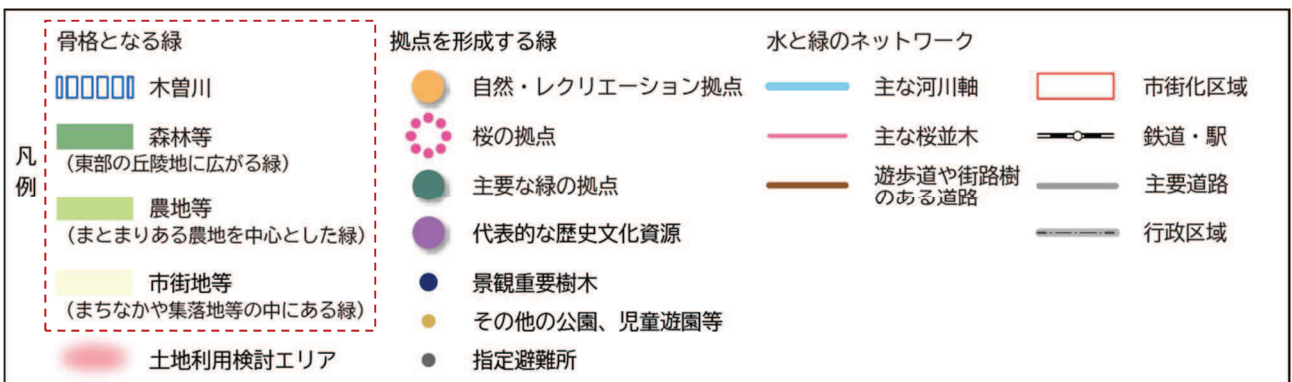 凡例
骨格となる緑
木曽川
森林等
(東部の丘陵地に広がる緑)
農地等
(まとまりある農地を中心とした緑)
市街地等
(まちなかや集落地等の中にある緑)
土地利用検討エリア
拠点を形成する緑
自然・レクリエーション拠点
桜の拠点
主要な緑の拠点
代表的な歴史文化資源
景観重要樹木
その他の公園、児童遊園等
指定避難所
水と緑のネットワーク
主な河川軸
主な桜並木
遊歩道や街路樹
のある道路
市街化区域
鉄道・駅
主要道路
行政区域